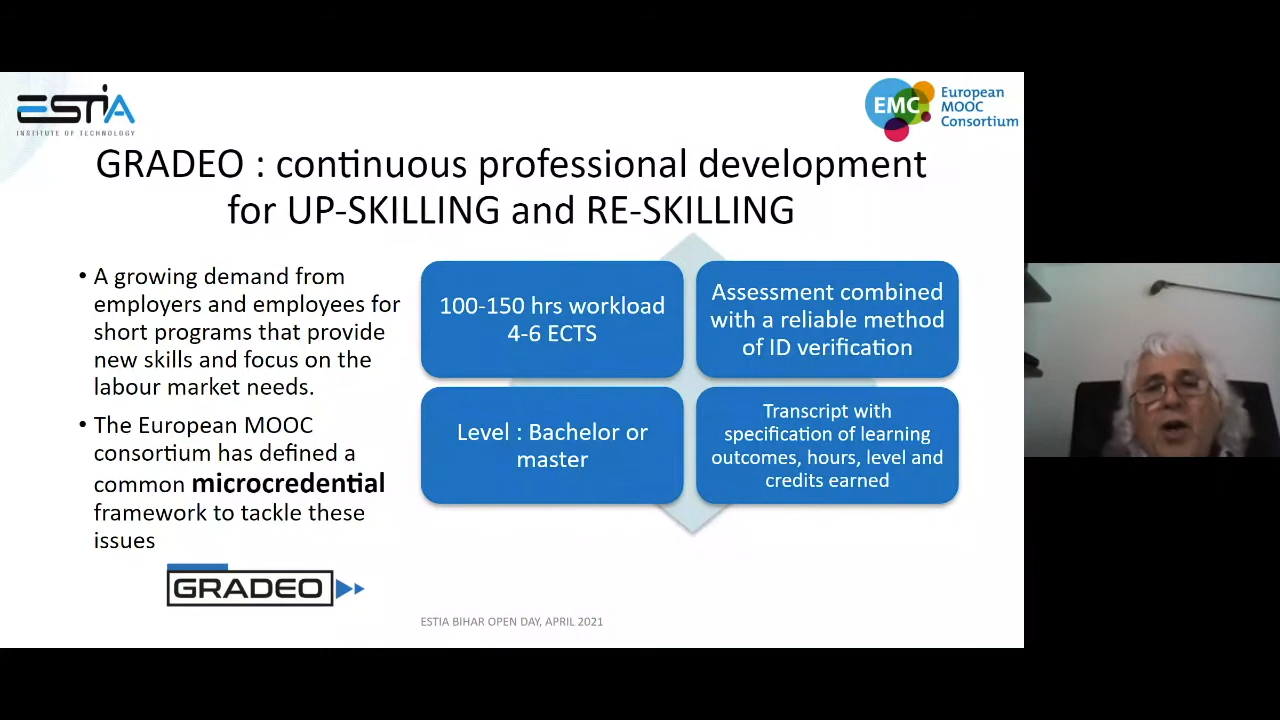 ESTIA
INSTITUTE OF TECHNOLOGY
EMC
European
MOOC
Consortium
GRADEO : continuous professional development
for UP-SKILLING and RE-SKILLING
• A growing demand from
employers and employees for
short programs that provide
new skills and focus on the
labour market needs.
• The European MOOC
consortium has defined a
common microcredential
framework to tackle these
issues
GRADEO
100-150 hrs workload
4-6 ECTS
Assessment combined
with a reliable method
of ID verification
Level : Bachelor or
master
Transcript with
specification of learning
outcomes, hours, level and
credits earned
ESTIA BIHAR OPEN DAY, APRIL 2021